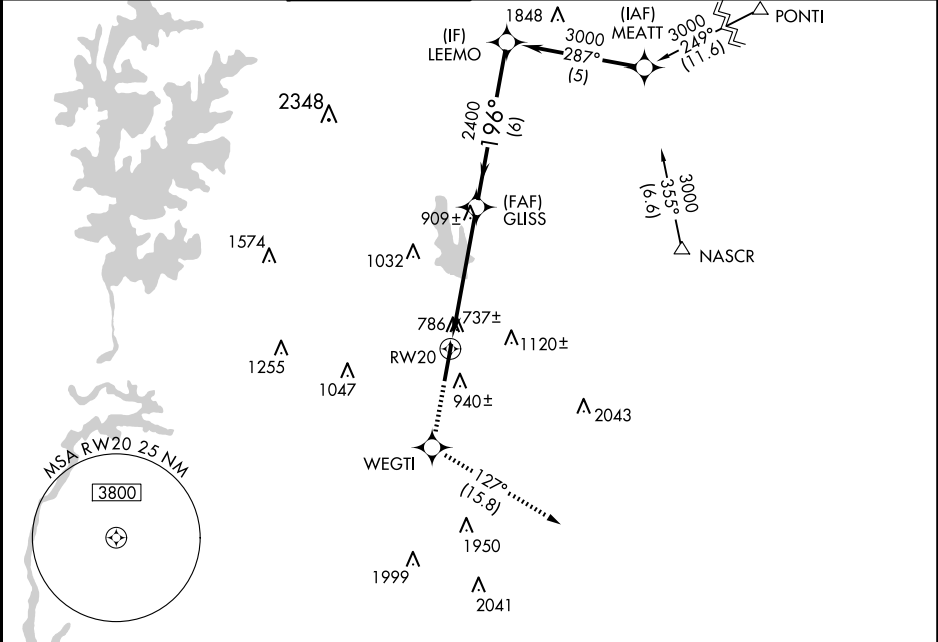 1848
(IF)
LEEMO
(IAF)
MEATT
PONTI
3000
249°
(11.6)
3000
287°
(5)
2348
2400
196°
(6)
(FAF)
GLISS
909±
3000
355°
(6.6)
NASCR
1574
1032
786
737±
RW20
1120±
1255
1047
940±
2043
WEGTI
127°
(15.8)
MSA RW20 25 NM
3800
1950
1999
2041